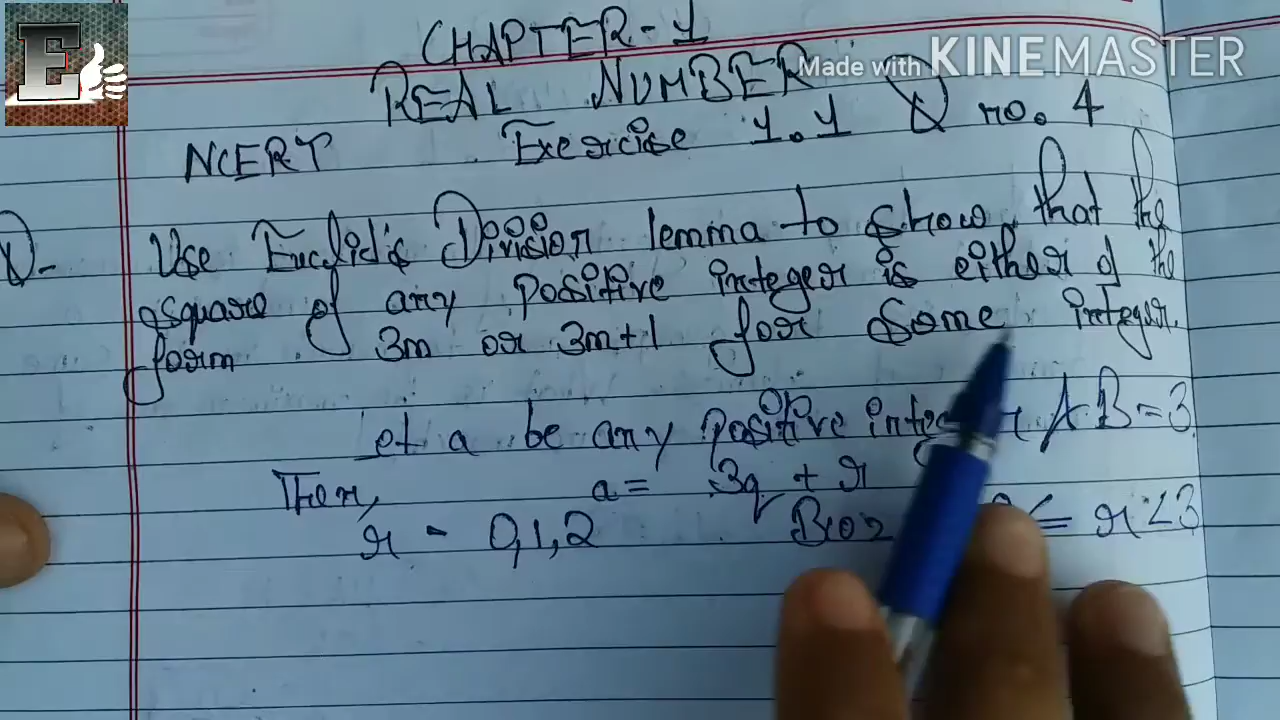 E
CHAPTER-1
Made with KINEMASTER
REAL NUMBER
NCERT Exercise 1.1 Q no. 4
Q- Use Euclid's Division lemma to show that the
square of any positive integer is either of the
form 3m or 3m+1 for some integer.
et a be any positive & B=3
Then, a= 3q + r
r - 0,1,2 <= r<3